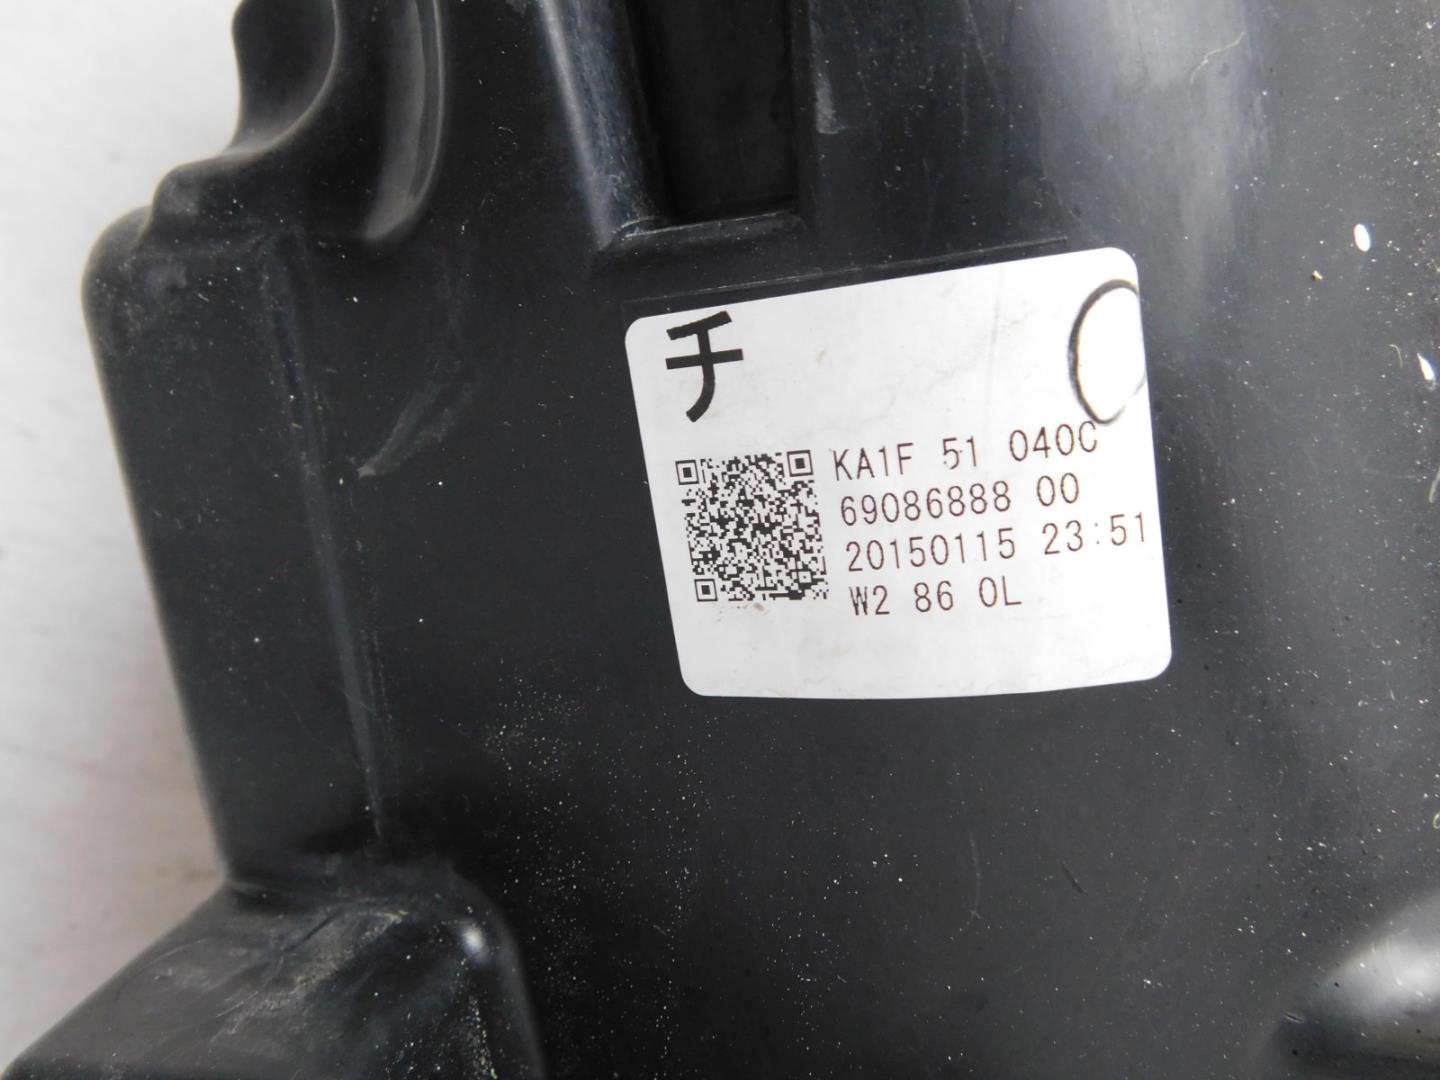 チ
KA1F 51 040C
69086888 00
20150115 23:51
W2 86 0L